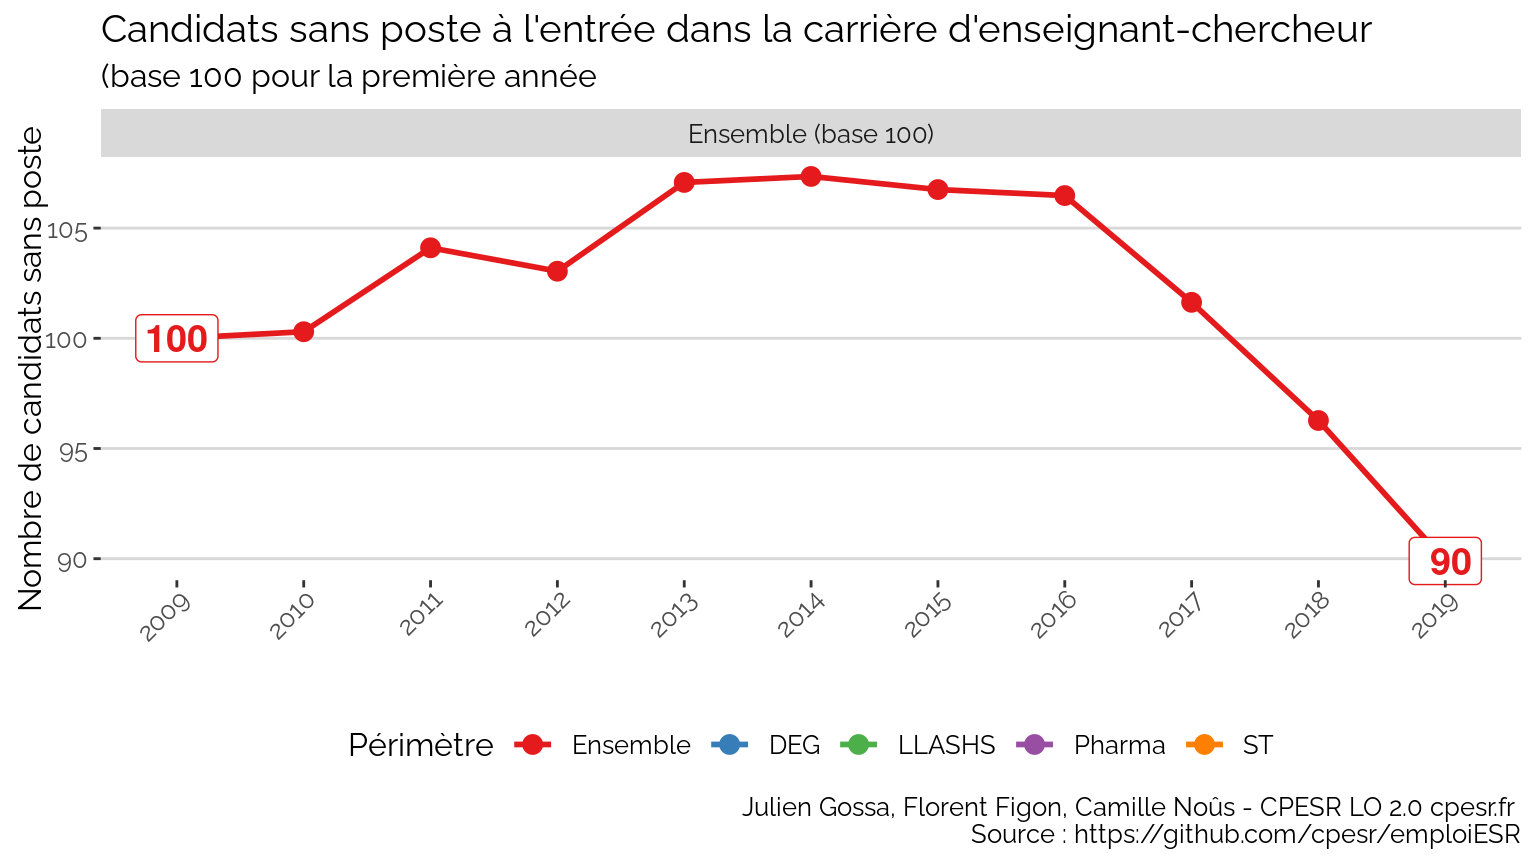 Candidats sans poste à l'entrée dans la carrière d'enseignant-chercheur
(base 100 pour la première année
Ensemble (base 100)
Nombre de candidats sans poste
105
100
95
90
100
90
2009
2010
2011
2012
2013
2014
2015
2016
2017
2018
2019
Périmètre
Ensemble
DEG
LLASHS
Pharma
ST
Julien Gossa, Florent Figon, Camille Noûs - CPESR LO 2.0 cpesr.fr
Source : https://github.com/cpesr/emploiESR